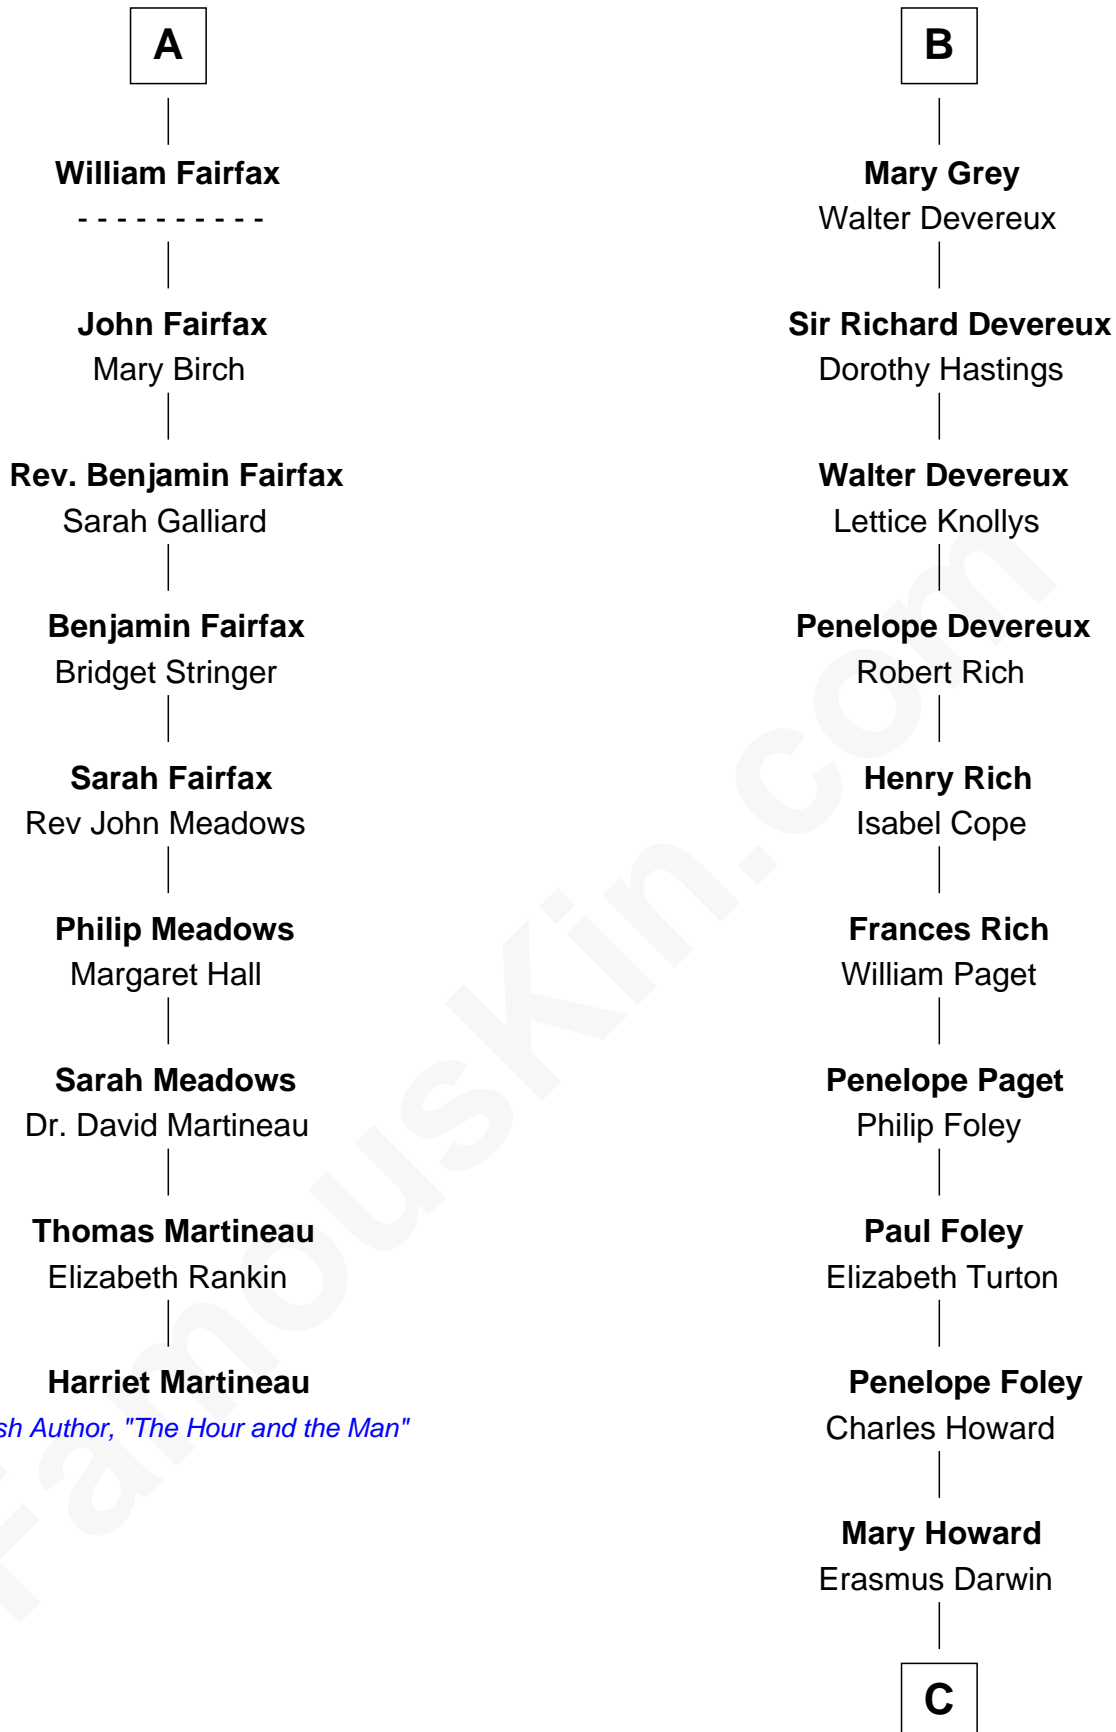 A
William Fairfax
- - - - - - - - - -
John Fairfax
Mary Birch
Rev. Benjamin Fairfax
Sarah Galliard
Benjamin Fairfax
Bridget Stringer
Sarah Fairfax
Rev John Meadows
Philip Meadows
Margaret Hall
Sarah Meadows
Dr. David Martineau
Thomas Martineau
Elizabeth Rankin
Harriet Martineau
sh Author, "The Hour and the Man"
B
Mary Grey
Walter Devereux
Sir Richard Devereux
Dorothy Hastings
Walter Devereux
Lettice Knollys
Penelope Devereux
Robert Rich
Henry Rich
Isabel Cope
Frances Rich
William Paget
Penelope Paget
Philip Foley
Paul Foley
Elizabeth Turton
Penelope Foley
Charles Howard
Mary Howard
Erasmus Darwin
C
FamousKin.com